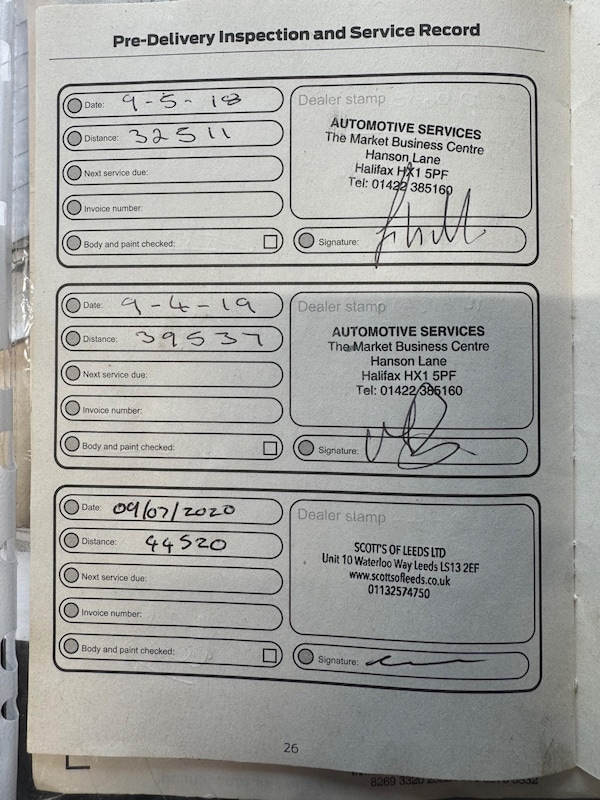 Pre-Delivery Inspection and Service Record
Date: 9-5-18
Distance: 32511
Next service due:
Invoice number:
Body and paint checked:
Dealer stamp
AUTOMOTIVE SERVICES
The Market Business Centre
Hanson Lane
Halifax HX1 5PF
Tel: 01422 385160
Signature:
Date: 9-4-19
Distance: 39537
Next service due:
Invoice number:
Body and paint checked:
Dealer stamp
AUTOMOTIVE SERVICES
The Market Business Centre
Hanson Lane
Halifax HX1 5PF
Tel: 01422 385160
Signature:
Date: 09/07/2020
Distance: 44520
Next service due:
Invoice number:
Body and paint checked:
Dealer stamp
SCOTT'S OF LEEDS LTD
Unit 10 Waterloo Way Leeds LS13 2EF
www.scottsofleeds.co.uk
01132574750
Signature:
26
8269 3320